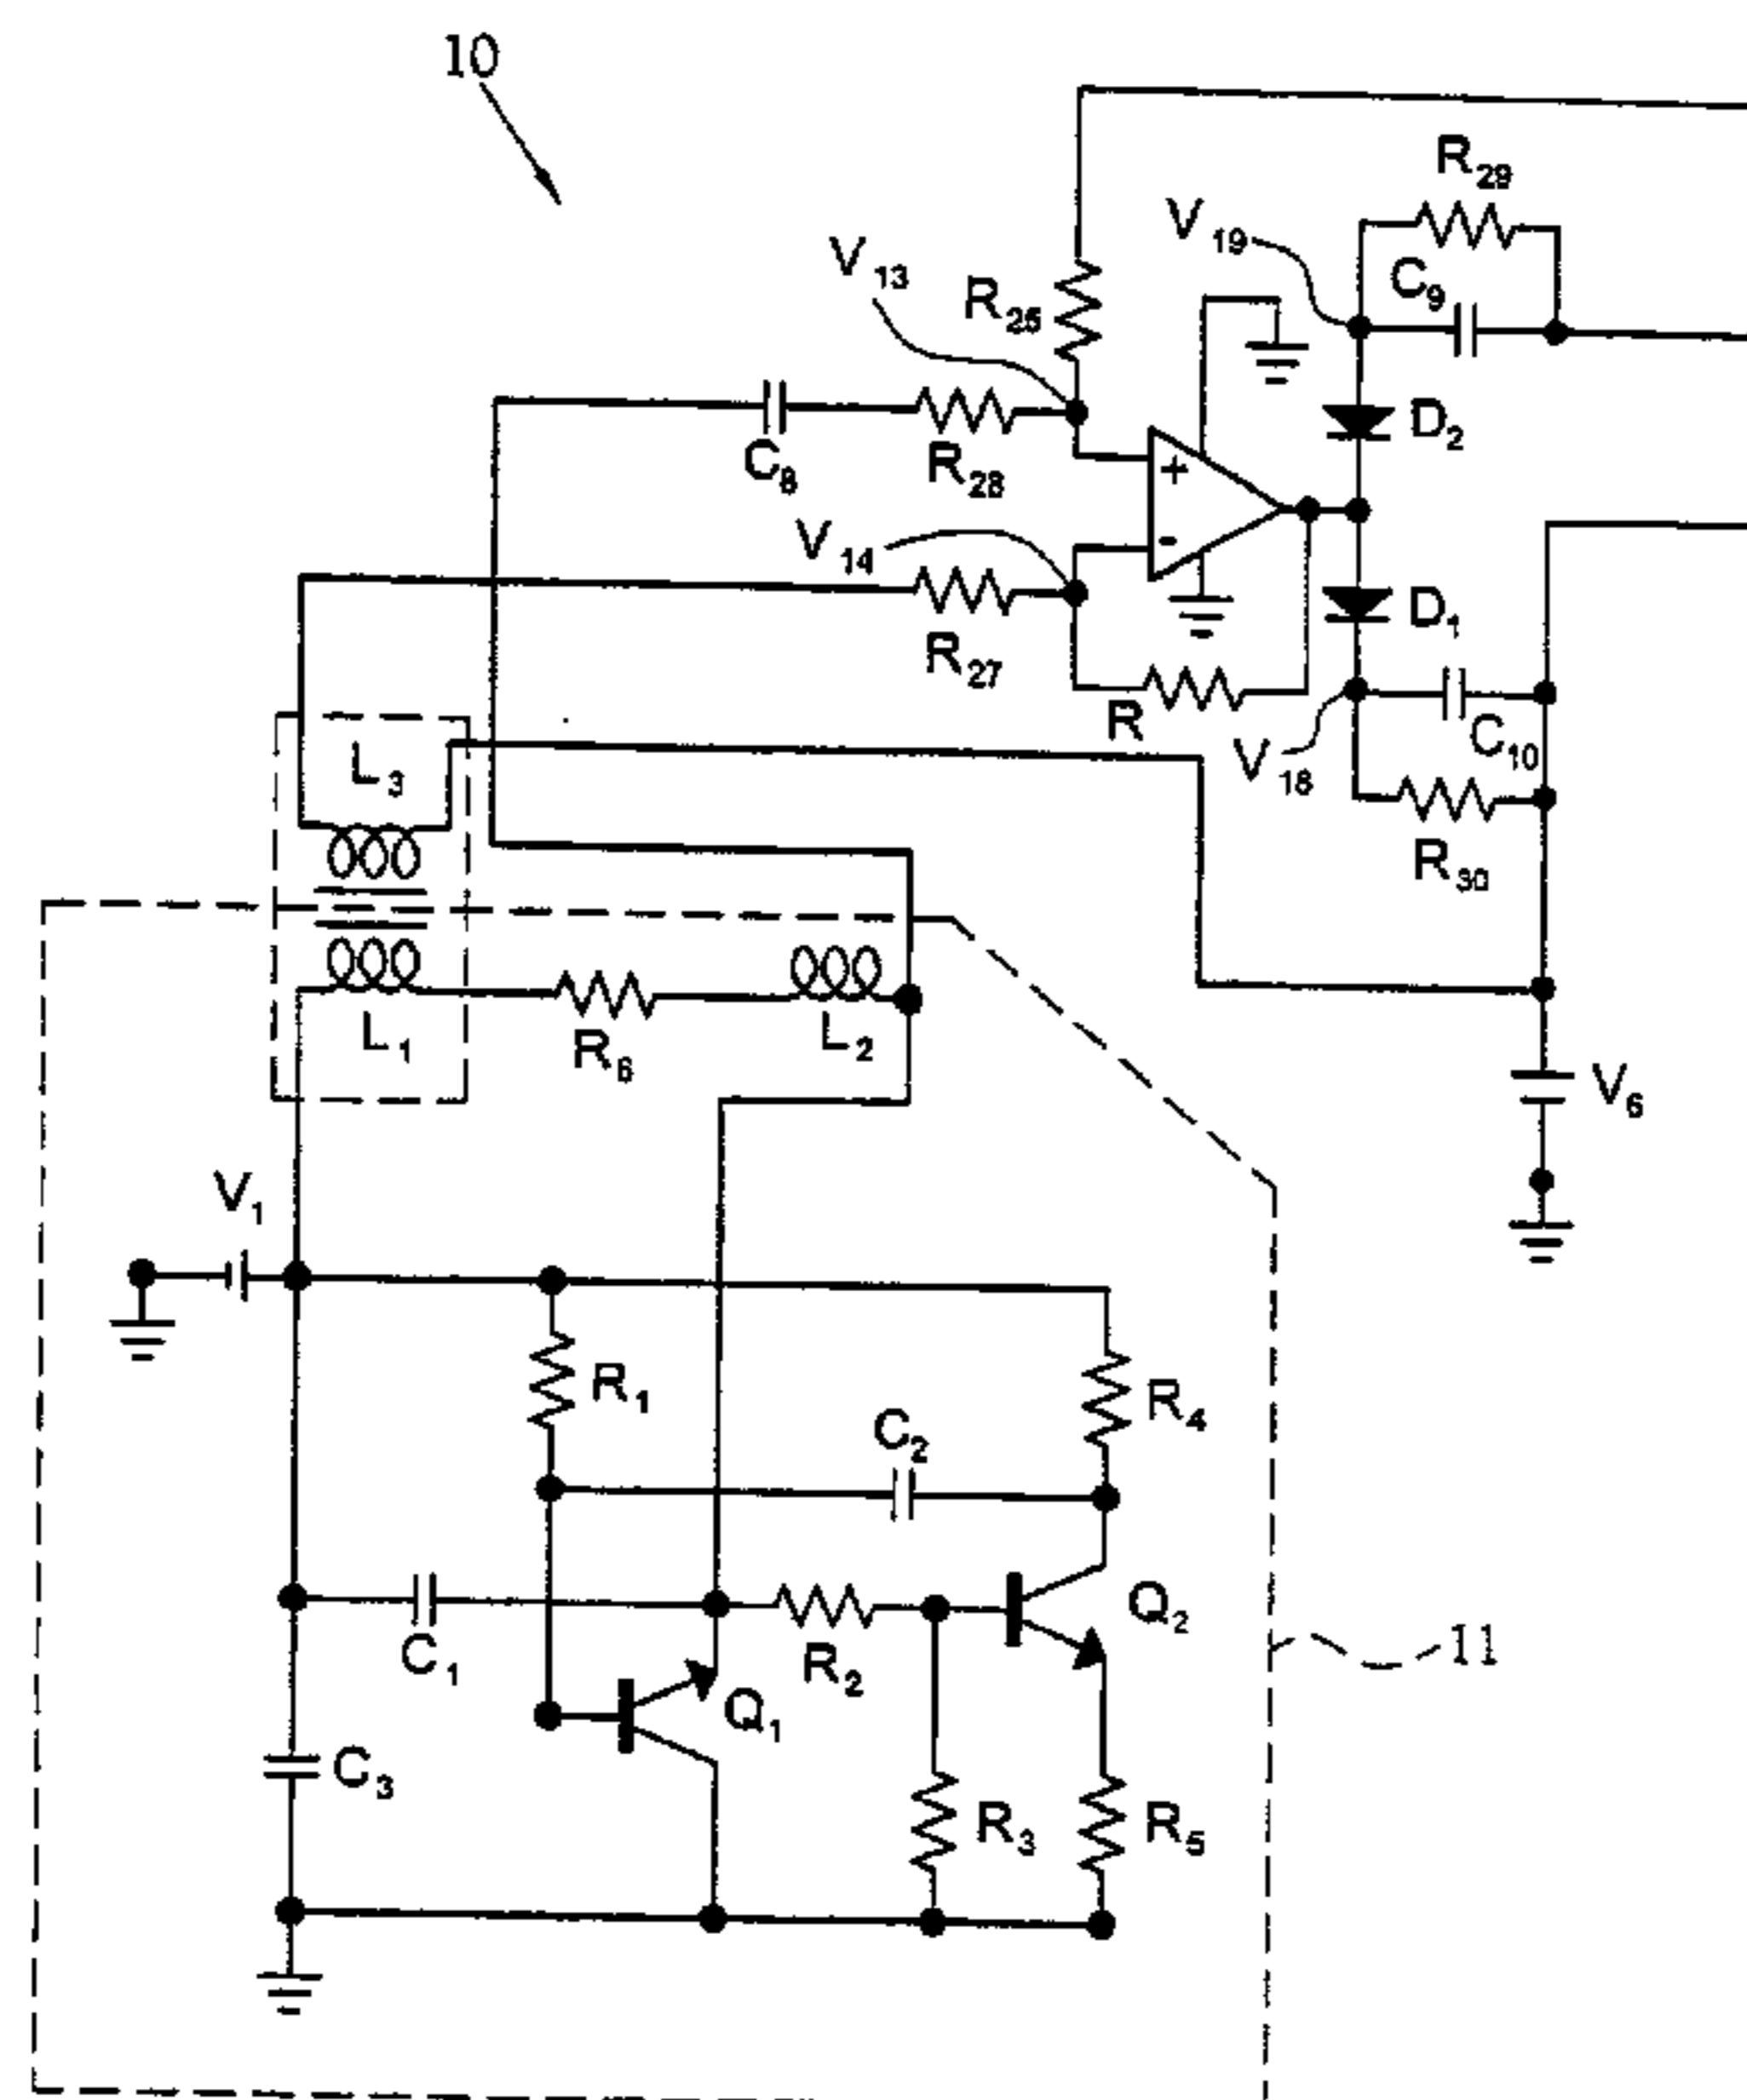 10
R29
V19
V13
R25
C9
D2
+
C8
R28
V14
-
D1
R27
R
C10
V18
L3
R30
L1
R6
L2
V6
V1
R1
R4
C2
Q2
C1
R2
11
Q1
C3
R3
R5